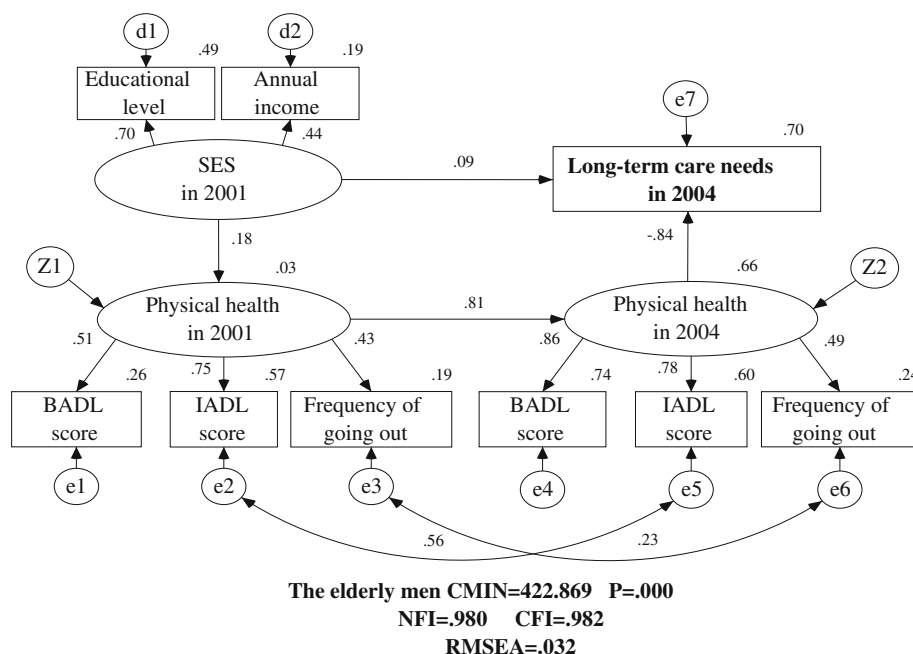 d1
d2
.49
.19
Educational
level
Annual
income
e7
.70
.44
.70
SES
in 2001
.09
Long-term care needs
in 2004
.18
-.84
Z1
.03
.66
Z2
Physical health
in 2001
.81
Physical health
in 2004
.51
.75
.43
.86
.78
.49
.26
.57
.19
.74
.60
.24
BADL
score
IADL
score
Frequency of
going out
BADL
score
IADL
score
Frequency of
going out
e1
e2
e3
e4
e5
e6
.56
.23
The elderly men CMIN=422.869 P=.000
NFI=.980 CFI=.982
RMSEA=.032